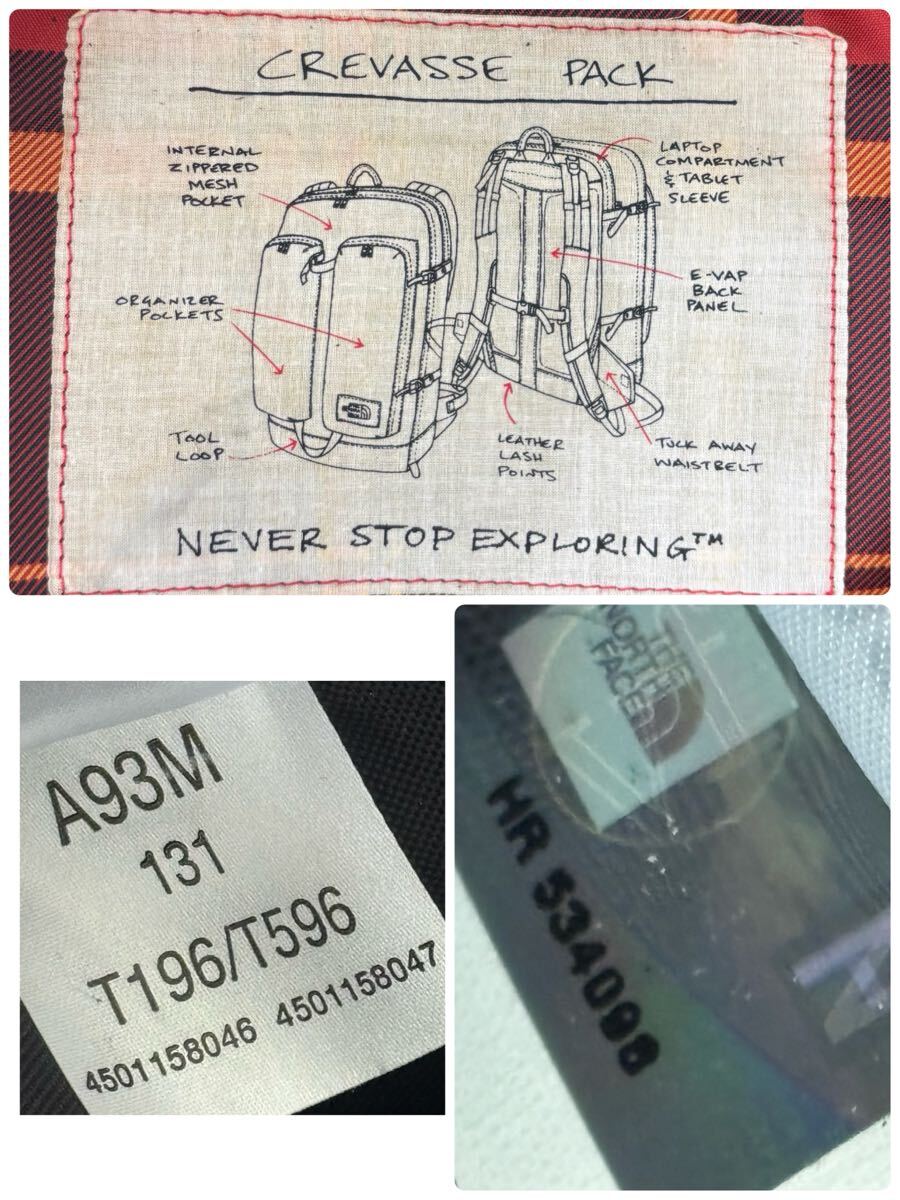 CREVASSE PACK
INTERNAL
ZIPPERED
MESH
POCKET
LAPTOP
COMPARTMENT
& TABLET
SLEEVE
E-VAP
BACK
PANEL
ORGANIZER
POCKETS
TOOL
LOOP
LEATHER
LASH
POINTS
TUCK AWAY
WAISTBELT
NEVER STOP EXPLORING™
A93M
131
T196/T596
4501158046 4501158047
THE
NORTH
FACE
HR 534098